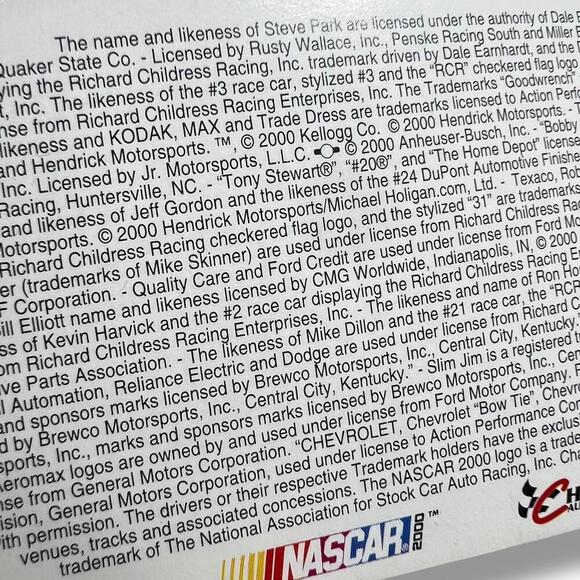 The name and likeness of Steve Park are licensed under the authority of Dale
Quaker State Co. - Licensed by Rusty Wallace, Inc., Penske Racing South and Miller
ying the Richard Childress Racing, Inc. trademark driven by Dale Earnhardt, and the
t, Inc. The likeness of the #3 race car, stylized #3 and the "RCR" checkered flag logo
nse from Richard Childress Racing Enterprises, Inc. The Trademarks "Goodwrench"
likeness and KODAK, MAX and Trade Dress are trademarks licensed to Action Perfo
and Hendrick Motorsports. ™, © 2000 Kellogg Co. © 2000 Hendrick Motorsports. -
Inc. Licensed by Jr. Motorsports, L.L.C. © 2000 Anheuser-Busch, Inc. - "Bobby
Racing, Huntersville, NC. - "Tony Stewart®", "#20®", and "The Home Depot" license
and likeness of Jeff Gordon and the likeness of the #24 DuPont Automotive Finishes
Motorsports. © 2000 Hendrick Motorsports/Michael Holigan.com, Ltd. - Texaco, Rob
Richard Childress Racing checkered flag logo, and the stylized "31" are trademarks
er (trademarks of Mike Skinner) are used under license from Richard Childress Rac
F Corporation. - Quality Care and Ford Credit are used under license from Ford Mot
Bill Elliott name and likeness licensed by CMG Worldwide, Indianapolis, IN. © 2000
ss of Kevin Harvick and the #2 race car displaying the Richard Childress Racing
om Richard Childress Racing Enterprises, Inc. - The likeness and name of Ron Ho
ve Parts Association. - The likeness of Mike Dillon and the #21 race car, the "RCR
l Automation, Reliance Electric and Dodge are used under license from Richard C
and sponsors marks licensed by Brewco Motorsports, Inc., Central City, Kentucky.
d by Brewco Motorsports, Inc., Central City, Kentucky." - Slim Jim is a registered t
sports, Inc., marks and sponsors marks licensed by Brewco Motorsports, Inc., Cent
Aeromax logos are owned by and used under license from Ford Motor Company.
nse from General Motors Corporation. "CHEVROLET, Chevrolet "Bow Tie", Chevr
vision, General Motors Corporation, used under license to Action Performance Co
ith permission. The drivers or their respective Trademark holders have the exclus
venues, tracks and associated concessions. The NASCAR 2000 logo is a trade
trademark of The National Association for Stock Car Auto Racing, Inc. Cha
NASCAR 2000 ™